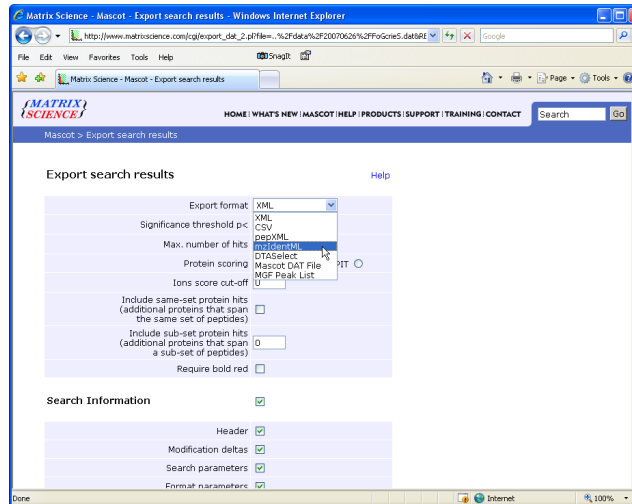 Matrix Science - Mascot - Export search results - Windows Internet Explorer
http://www.matrixscience.com/cgi/export_dat_2.pl?file=..%2Fdata%2F20070626%2FFoGcrieS.dat&RE
Google
File Edit View Favorites Tools Help
SnagIt
Matrix Science - Mascot - Export search results
Page
Tools
{MATRIX}
{SCIENCE}
HOME | WHAT'S NEW | MASCOT | HELP | PRODUCTS | SUPPORT | TRAINING | CONTACT
Search
Go
Mascot > Export search results
Export search results
Help
Export format XML
XML
Significance threshold p<
CSV
pepXML
Max. number of hits
mzIdentML
DTASelect
Protein scoring
Mascot DAT File
MGF Peak List
Ions score cut-off
Include same-set protein hits
(additional proteins that span
the same set of peptides)
Include sub-set protein hits
(additional proteins that span 0
a sub-set of peptides)
Require bold red
Search Information
Header
Modification deltas
Search parameters
Format parameters
Done
Internet
100%